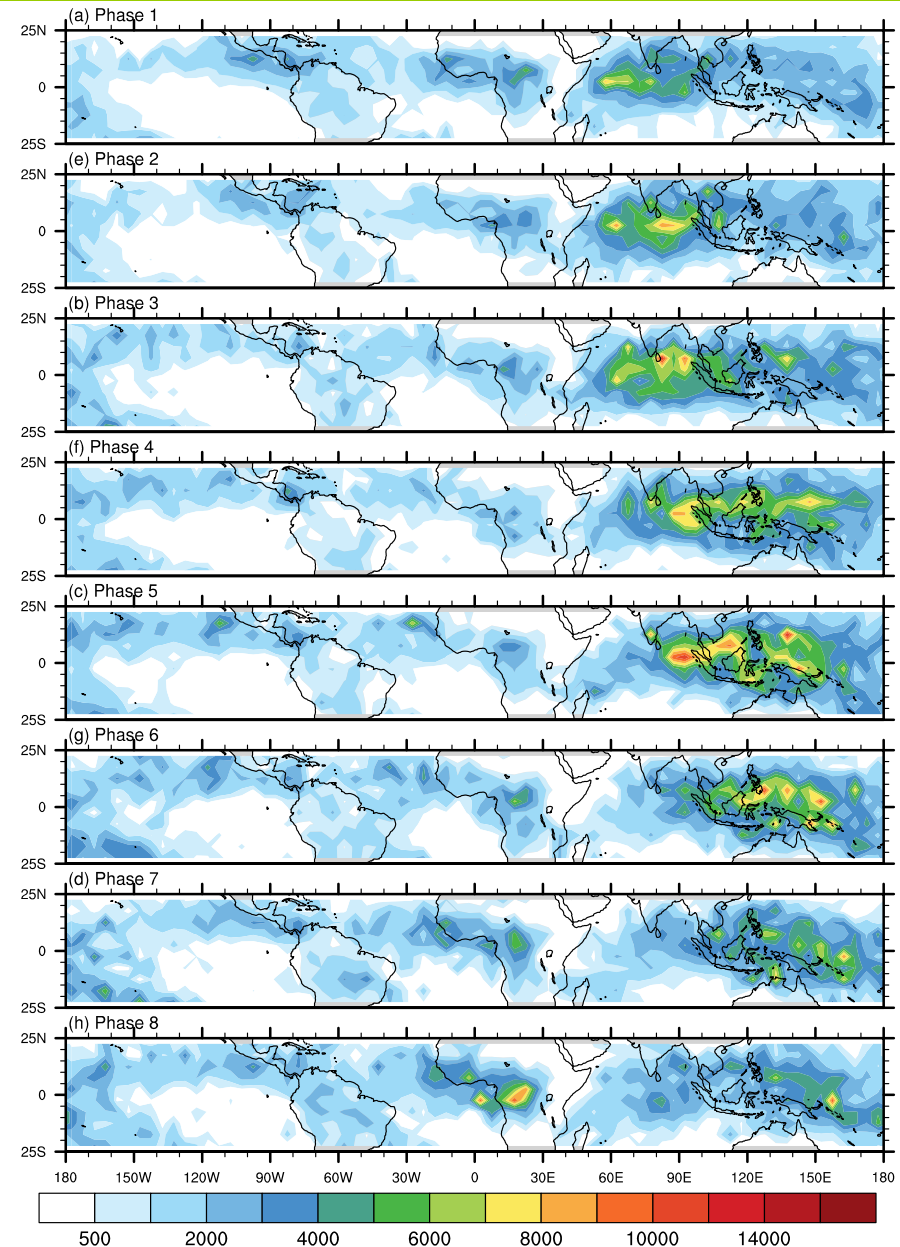 (a) Phase 1
25N
0
25S
(e) Phase 2
25N
0
25S
(b) Phase 3
25N
0
25S
(f) Phase 4
25N
0
25S
(c) Phase 5
25N
0
25S
(g) Phase 6
25N
0
25S
(d) Phase 7
25N
0
25S
(h) Phase 8
25N
0
25S
180 150W 120W 90W 60W 30W 0 30E 60E 90E 120E 150E 180
500 2000 4000 6000 8000 10000 14000